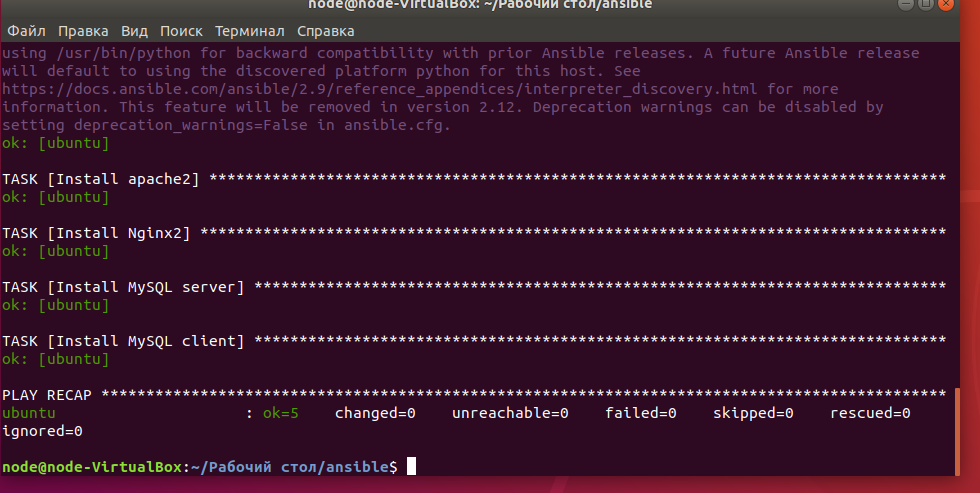 node@node-VirtualBox: ~/Рабочий стол/ansible
Файл Правка Вид Поиск Терминал Справка
using /usr/bin/python for backward compatibility with prior Ansible releases. A future Ansible release
will default to using the discovered platform python for this host. See
https://docs.ansible.com/ansible/2.9/reference_appendices/interpreter_discovery.html for more
information. This feature will be removed in version 2.12. Deprecation warnings can be disabled by
setting deprecation_warnings=False in ansible.cfg.
ok: [ubuntu]
TASK [Install apache2] **********************************************************************************
ok: [ubuntu]
TASK [Install Nginx2] ***********************************************************************************
ok: [ubuntu]
TASK [Install MySQL server] *****************************************************************************
ok: [ubuntu]
TASK [Install MySQL client] *****************************************************************************
ok: [ubuntu]
PLAY RECAP **********************************************************************************************
ubuntu                     : ok=5    changed=0    unreachable=0    failed=0    skipped=0    rescued=0
ignored=0
node@node-VirtualBox:~/Рабочий стол/ansible$